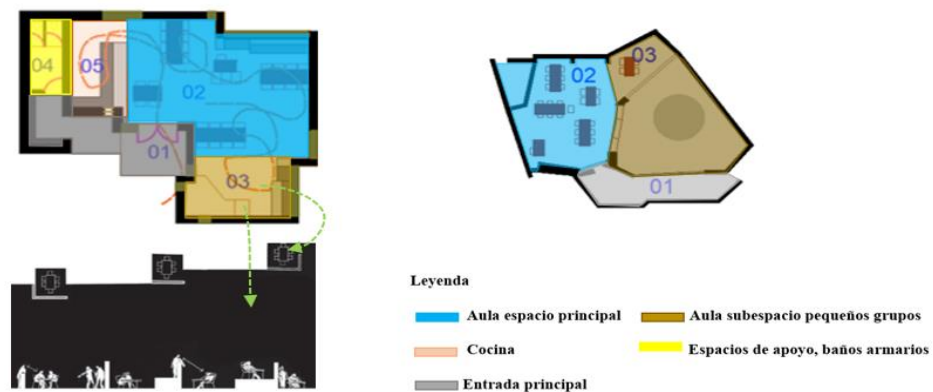 04
05
02
01
03
02
03
01
Leyenda
Aula espacio principal
Aula subespacio pequeños grupos
Cocina
Espacios de apoyo, baños armarios
Entrada principal